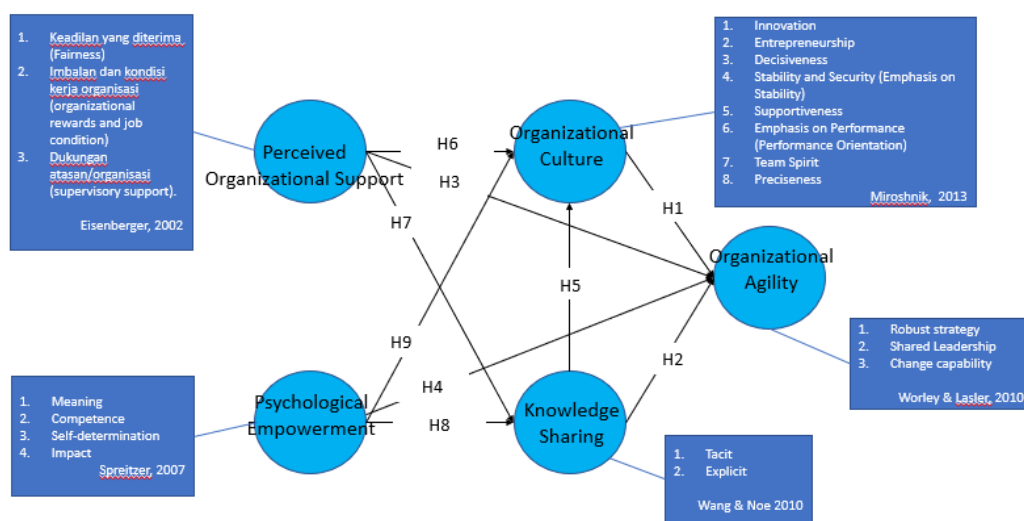 1. Keadilan yang diterima
(Fairness)
2. Imbalan dan kondisi
kerja organisasi
(organizational
rewards and job
condition)
3. Dukungan
atasan/organisasi
(supervisory support).
Eisenberger, 2002
1. Innovation
2. Entrepreneurship
3. Decisiveness
4. Stability and Security (Emphasis on
Stability)
5. Supportiveness
6. Emphasis on Performance
(Performance Orientation)
7. Team Spirit
8. Preciseness
Miroshnik, 2013
Perceived
Organizational Support
Organizational
Culture
H6
H3
H7
H1
Organizational
Agility
H5
H9
H2
H4
H8
1. Robust strategy
2. Shared Leadership
3. Change capability
Worley & Lasler, 2010
1. Meaning
2. Competence
3. Self-determination
4. Impact
Spreitzer, 2007
Psychological
Empowerment
Knowledge
Sharing
1. Tacit
2. Explicit
Wang & Noe 2010